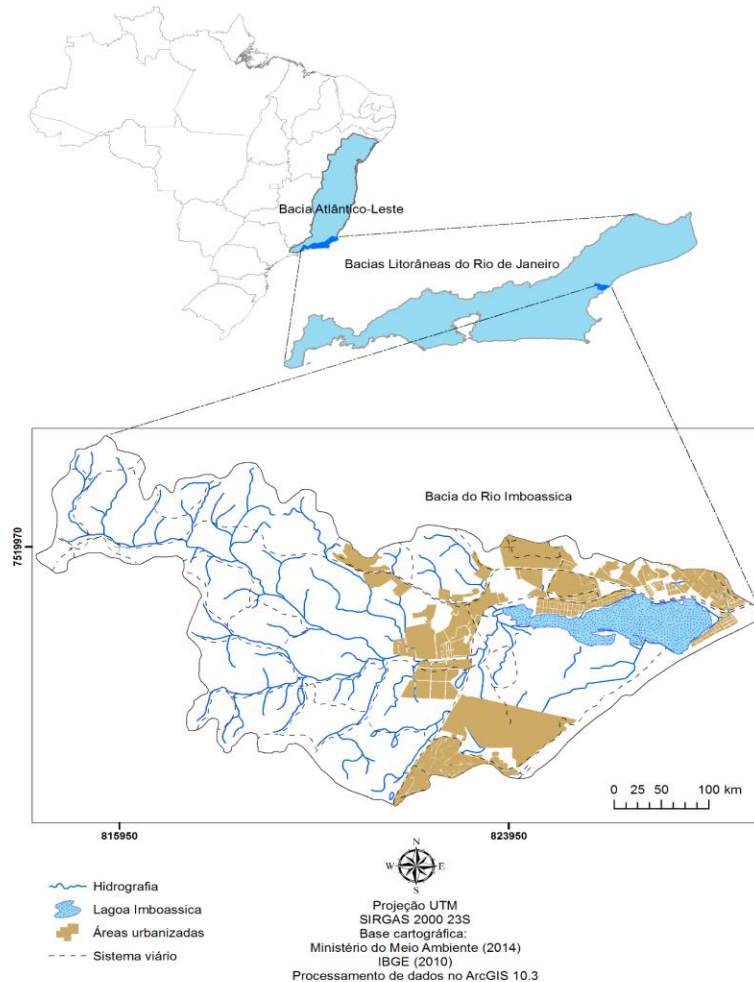 Bacia Atlântico-Leste
Bacias Litorâneas do Rio de Janeiro
Bacia do Rio Imboassica
7519970
0 25 50 100 km
815950
823950
N
W E
S
Hidrografia
Lagoa Imboassica
Áreas urbanizadas
Sistema viário
Projeção UTM
SIRGAS 2000 23S
Base cartográfica:
Ministério do Meio Ambiente (2014)
IBGE (2010)
Processamento de dados no ArcGIS 10.3